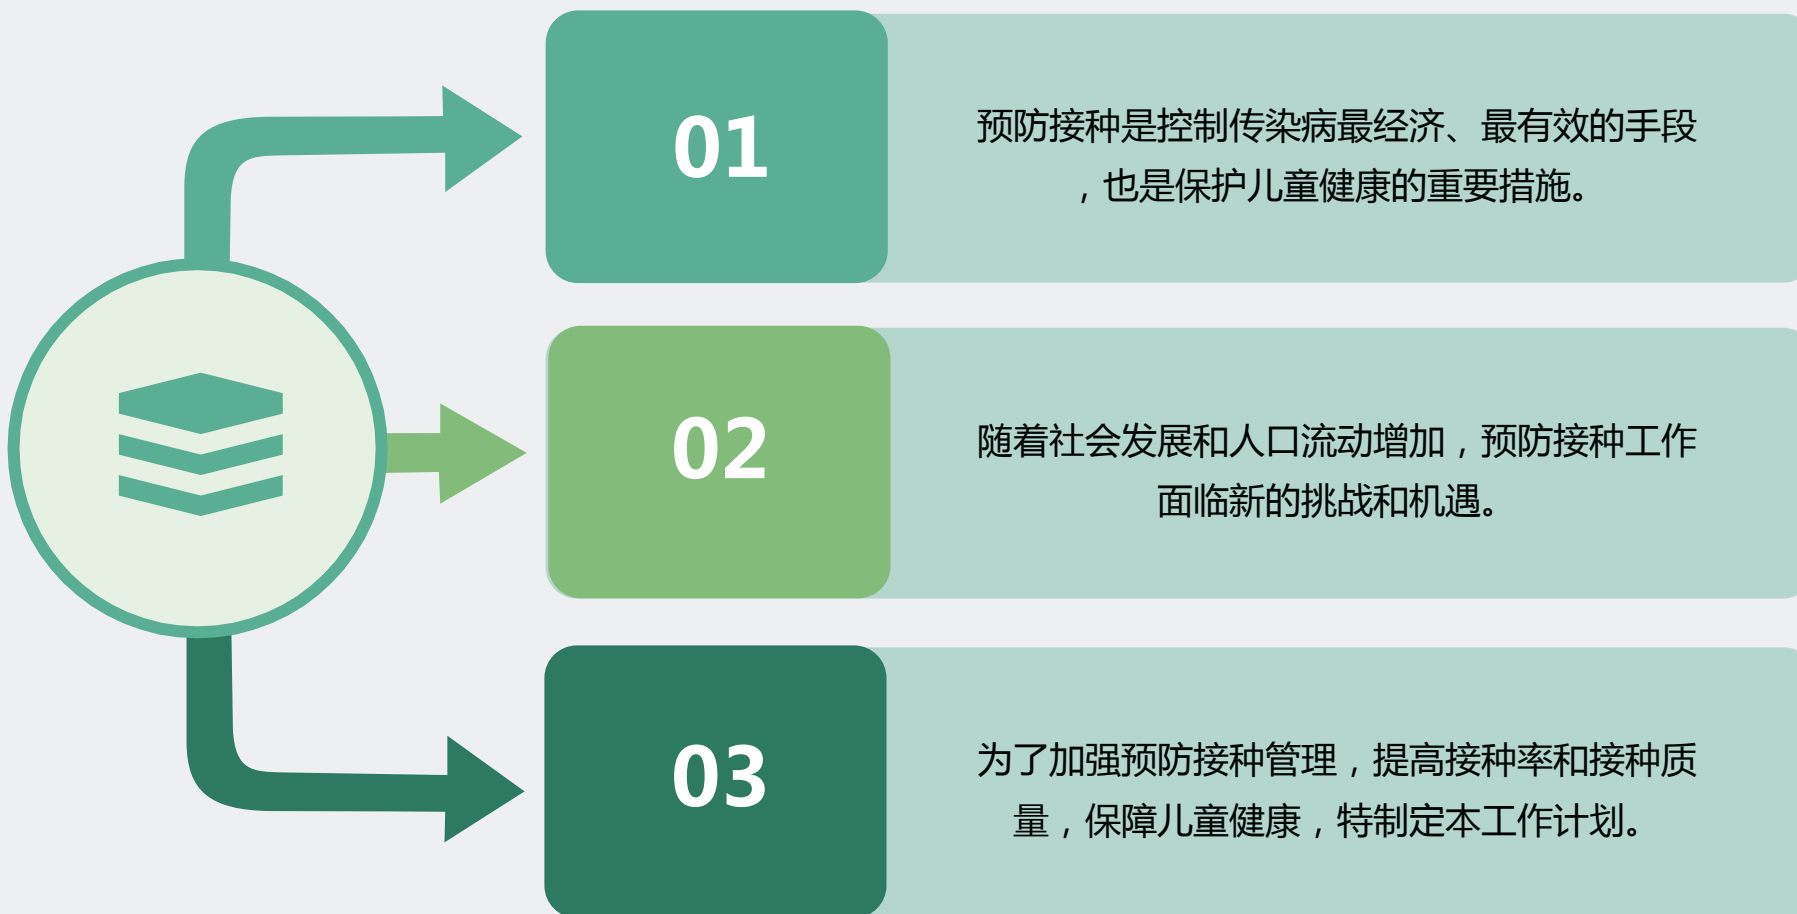 01
预防接种是控制传染病最经济、最有效的手段
，也是保护儿童健康的重要措施。
02
随着社会发展和人口流动增加，预防接种工作
面临新的挑战和机遇。
03
为了加强预防接种管理，提高接种率和接种质
量，保障儿童健康，特制定本工作计划。